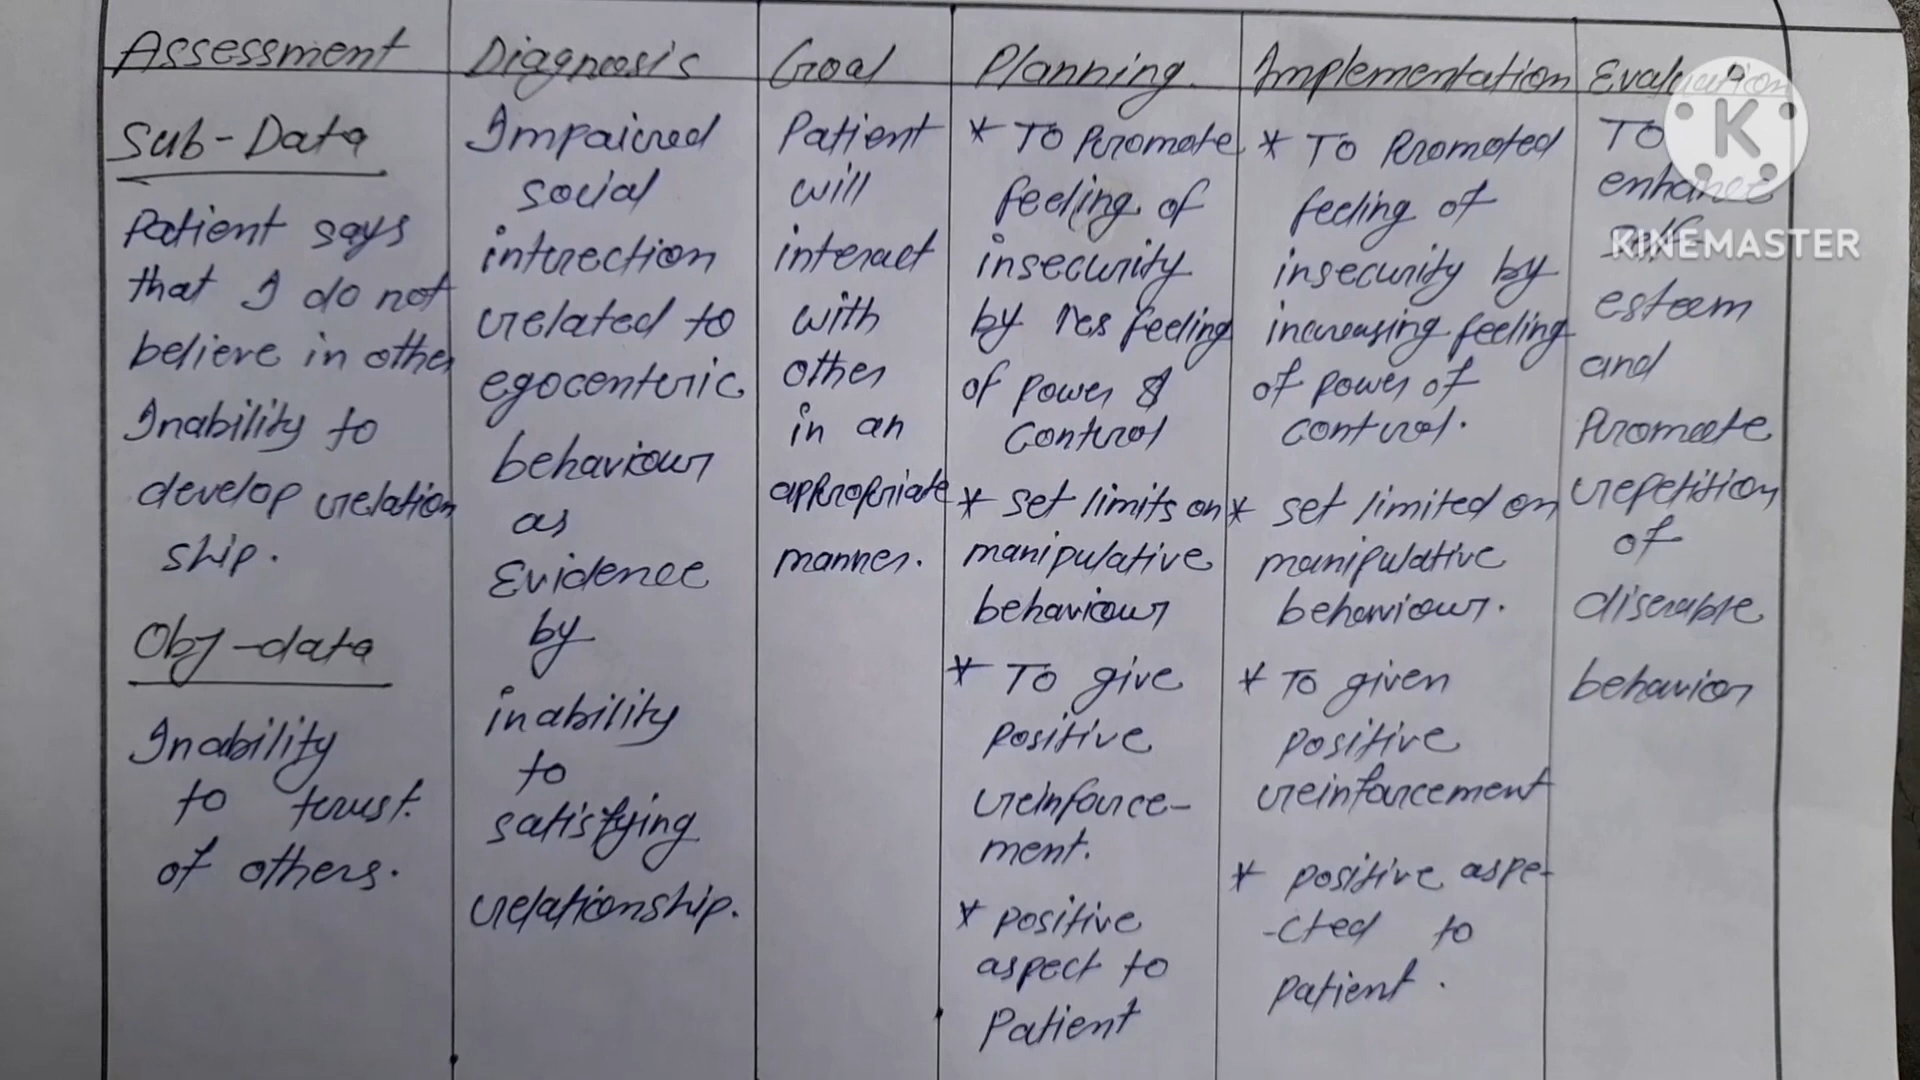 Assessment
Sub-Data
Patient says
that I do not
believe in other
Inability to
develop relation
ship.
Obj-data
Inability
to trust.
of others.
Diagnosis
Impaired
social
interection
related to
egocentric
behaviour
as
Evidence
by
inability
to
satisfying
relationship.
Goal
Patient
will
interact
with
other
in an
appropriate
manner.
Planning
* To Promote
feeling of
insecurity
by feeling
of power &
Control
* set limits on
manipulative
behaviour
* To give
positive
reinforce-
ment.
* positive
aspect to
Patient
Implementation
* To Promoted
feeling of
insecurity by
increasing feeling
of power of
control.
* set limited on
manipulative
behaviour.
* To given
positive
reinforcement
* positive aspe-
-cted to
patient.
Evaluation
To
enhance
esteem
and
Promote
repetition
of
behavior
K
KINEMASTER